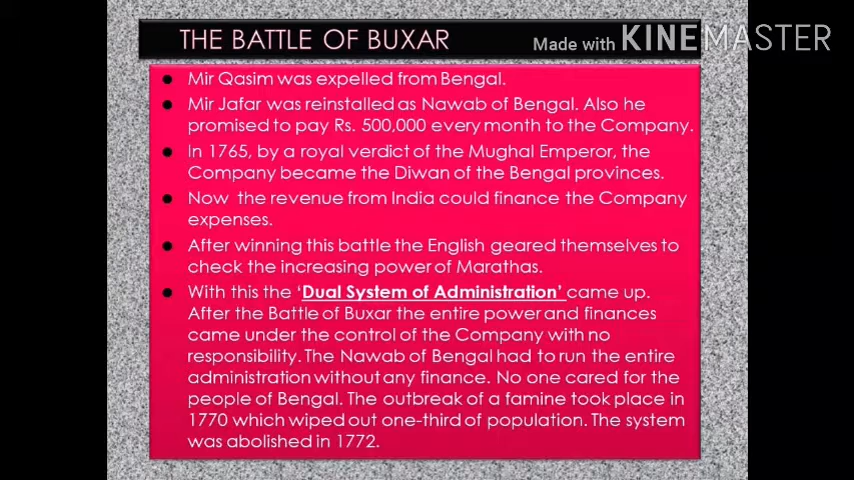 THE BATTLE OF BUXAR
Made with KINEMASTER
Mir Qasim was expelled from Bengal.
Mir Jafar was reinstalled as Nawab of Bengal. Also he
promised to pay Rs. 500,000 every month to the Company.
In 1765, by a royal verdict of the Mughal Emperor, the
Company became the Diwan of the Bengal provinces.
Now the revenue from India could finance the Company
expenses.
After winning this battle the English geared themselves to
check the increasing power of Marathas.
With this the ‘Dual System of Administration’ came up.
After the Battle of Buxar the entire power and finances
came under the control of the Company with no
responsibility. The Nawab of Bengal had to run the entire
administration without any finance. No one cared for the
people of Bengal. The outbreak of a famine took place in
1770 which wiped out one-third of population. The system
was abolished in 1772.